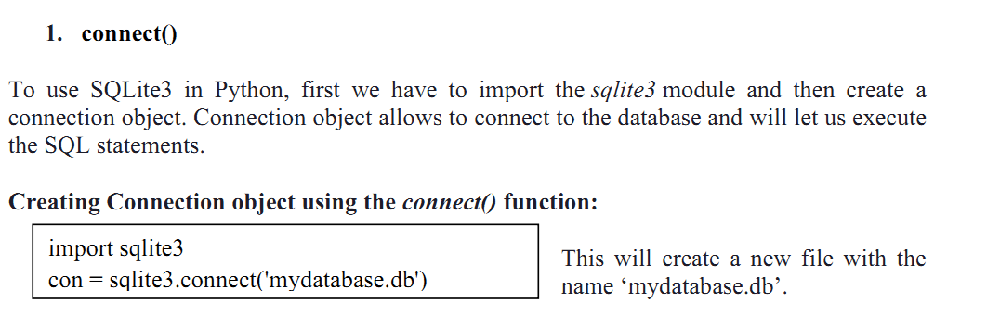 1. connect()
To use SQLite3 in Python, first we have to import the sqlite3 module and then create a
connection object. Connection object allows to connect to the database and will let us execute
the SQL statements.
Creating Connection object using the connect() function:
import sqlite3
con = sqlite3.connect('mydatabase.db')
This will create a new file with the
name ‘mydatabase.db’.